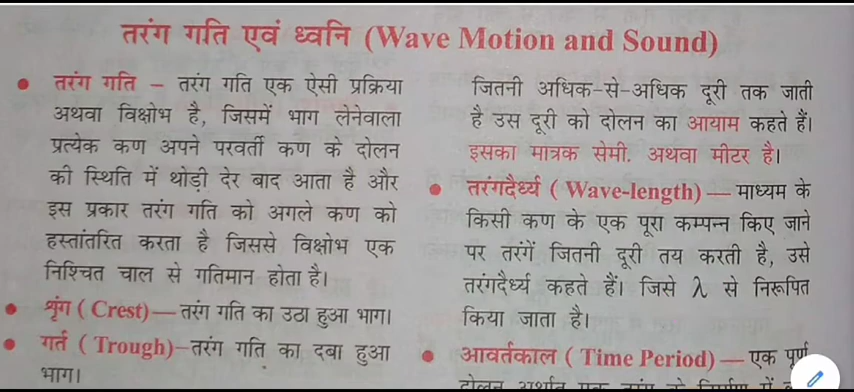 तरंग गति एवं ध्वनि (Wave Motion and Sound)
• तरंग गति – तरंग गति एक ऐसी प्रक्रिया
अथवा विक्षोभ है, जिसमें भाग लेनेवाला
प्रत्येक कण अपने परवर्ती कण के दोलन
की स्थिति में थोड़ी देर बाद आता है और
इस प्रकार तरंग गति को अगले कण को
हस्तांतरित करता है जिससे विक्षोभ एक
निश्चित चाल से गतिमान होता है।
• शृंग ( Crest)—तरंग गति का उठा हुआ भाग।
• गर्त ( Trough)–तरंग गति का दबा हुआ
भाग।
जितनी अधिक-से-अधिक दूरी तक जाती
है उस दूरी को दोलन का आयाम कहते हैं।
इसका मात्रक सेमी. अथवा मीटर है।
• तरंगदैर्ध्य ( Wave-length) — माध्यम के
किसी कण के एक पूरा कम्पन्न किए जाने
पर तरंगें जितनी दूरी तय करती है, उसे
तरंगदैर्ध्य कहते हैं। जिसे λ से निरूपित
किया जाता है।
• आवर्तकाल ( Time Period) — एक पूर्ण